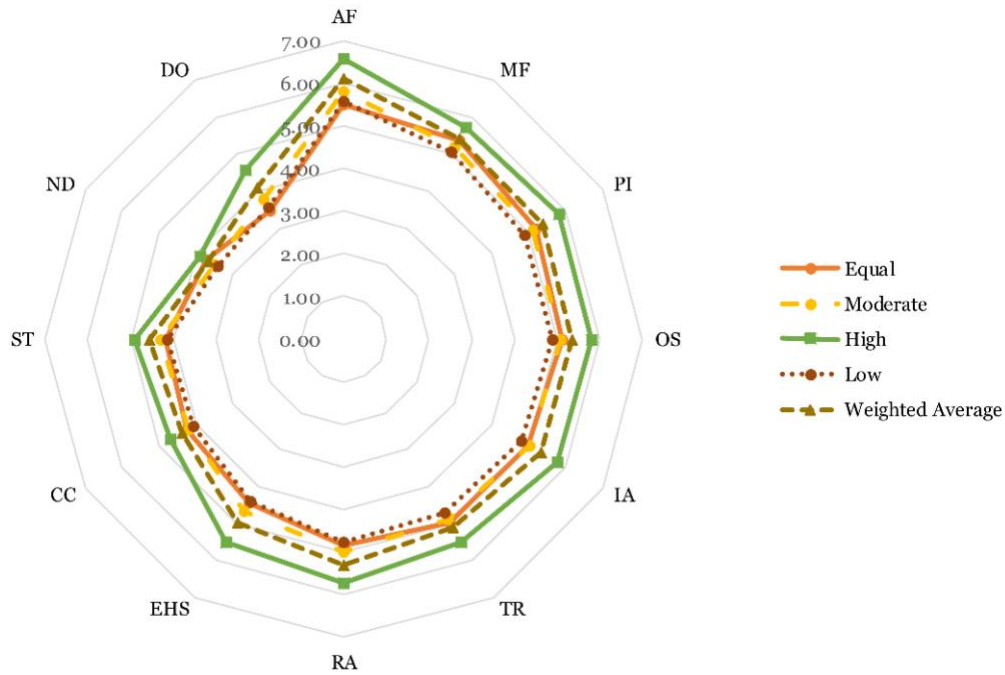 AF
MF
PI
OS
IA
TR
RA
EHS
CC
ST
ND
DO
7.00
6.00
5.00
4.00
3.00
2.00
1.00
0.00
Equal
Moderate
High
Low
Weighted Average